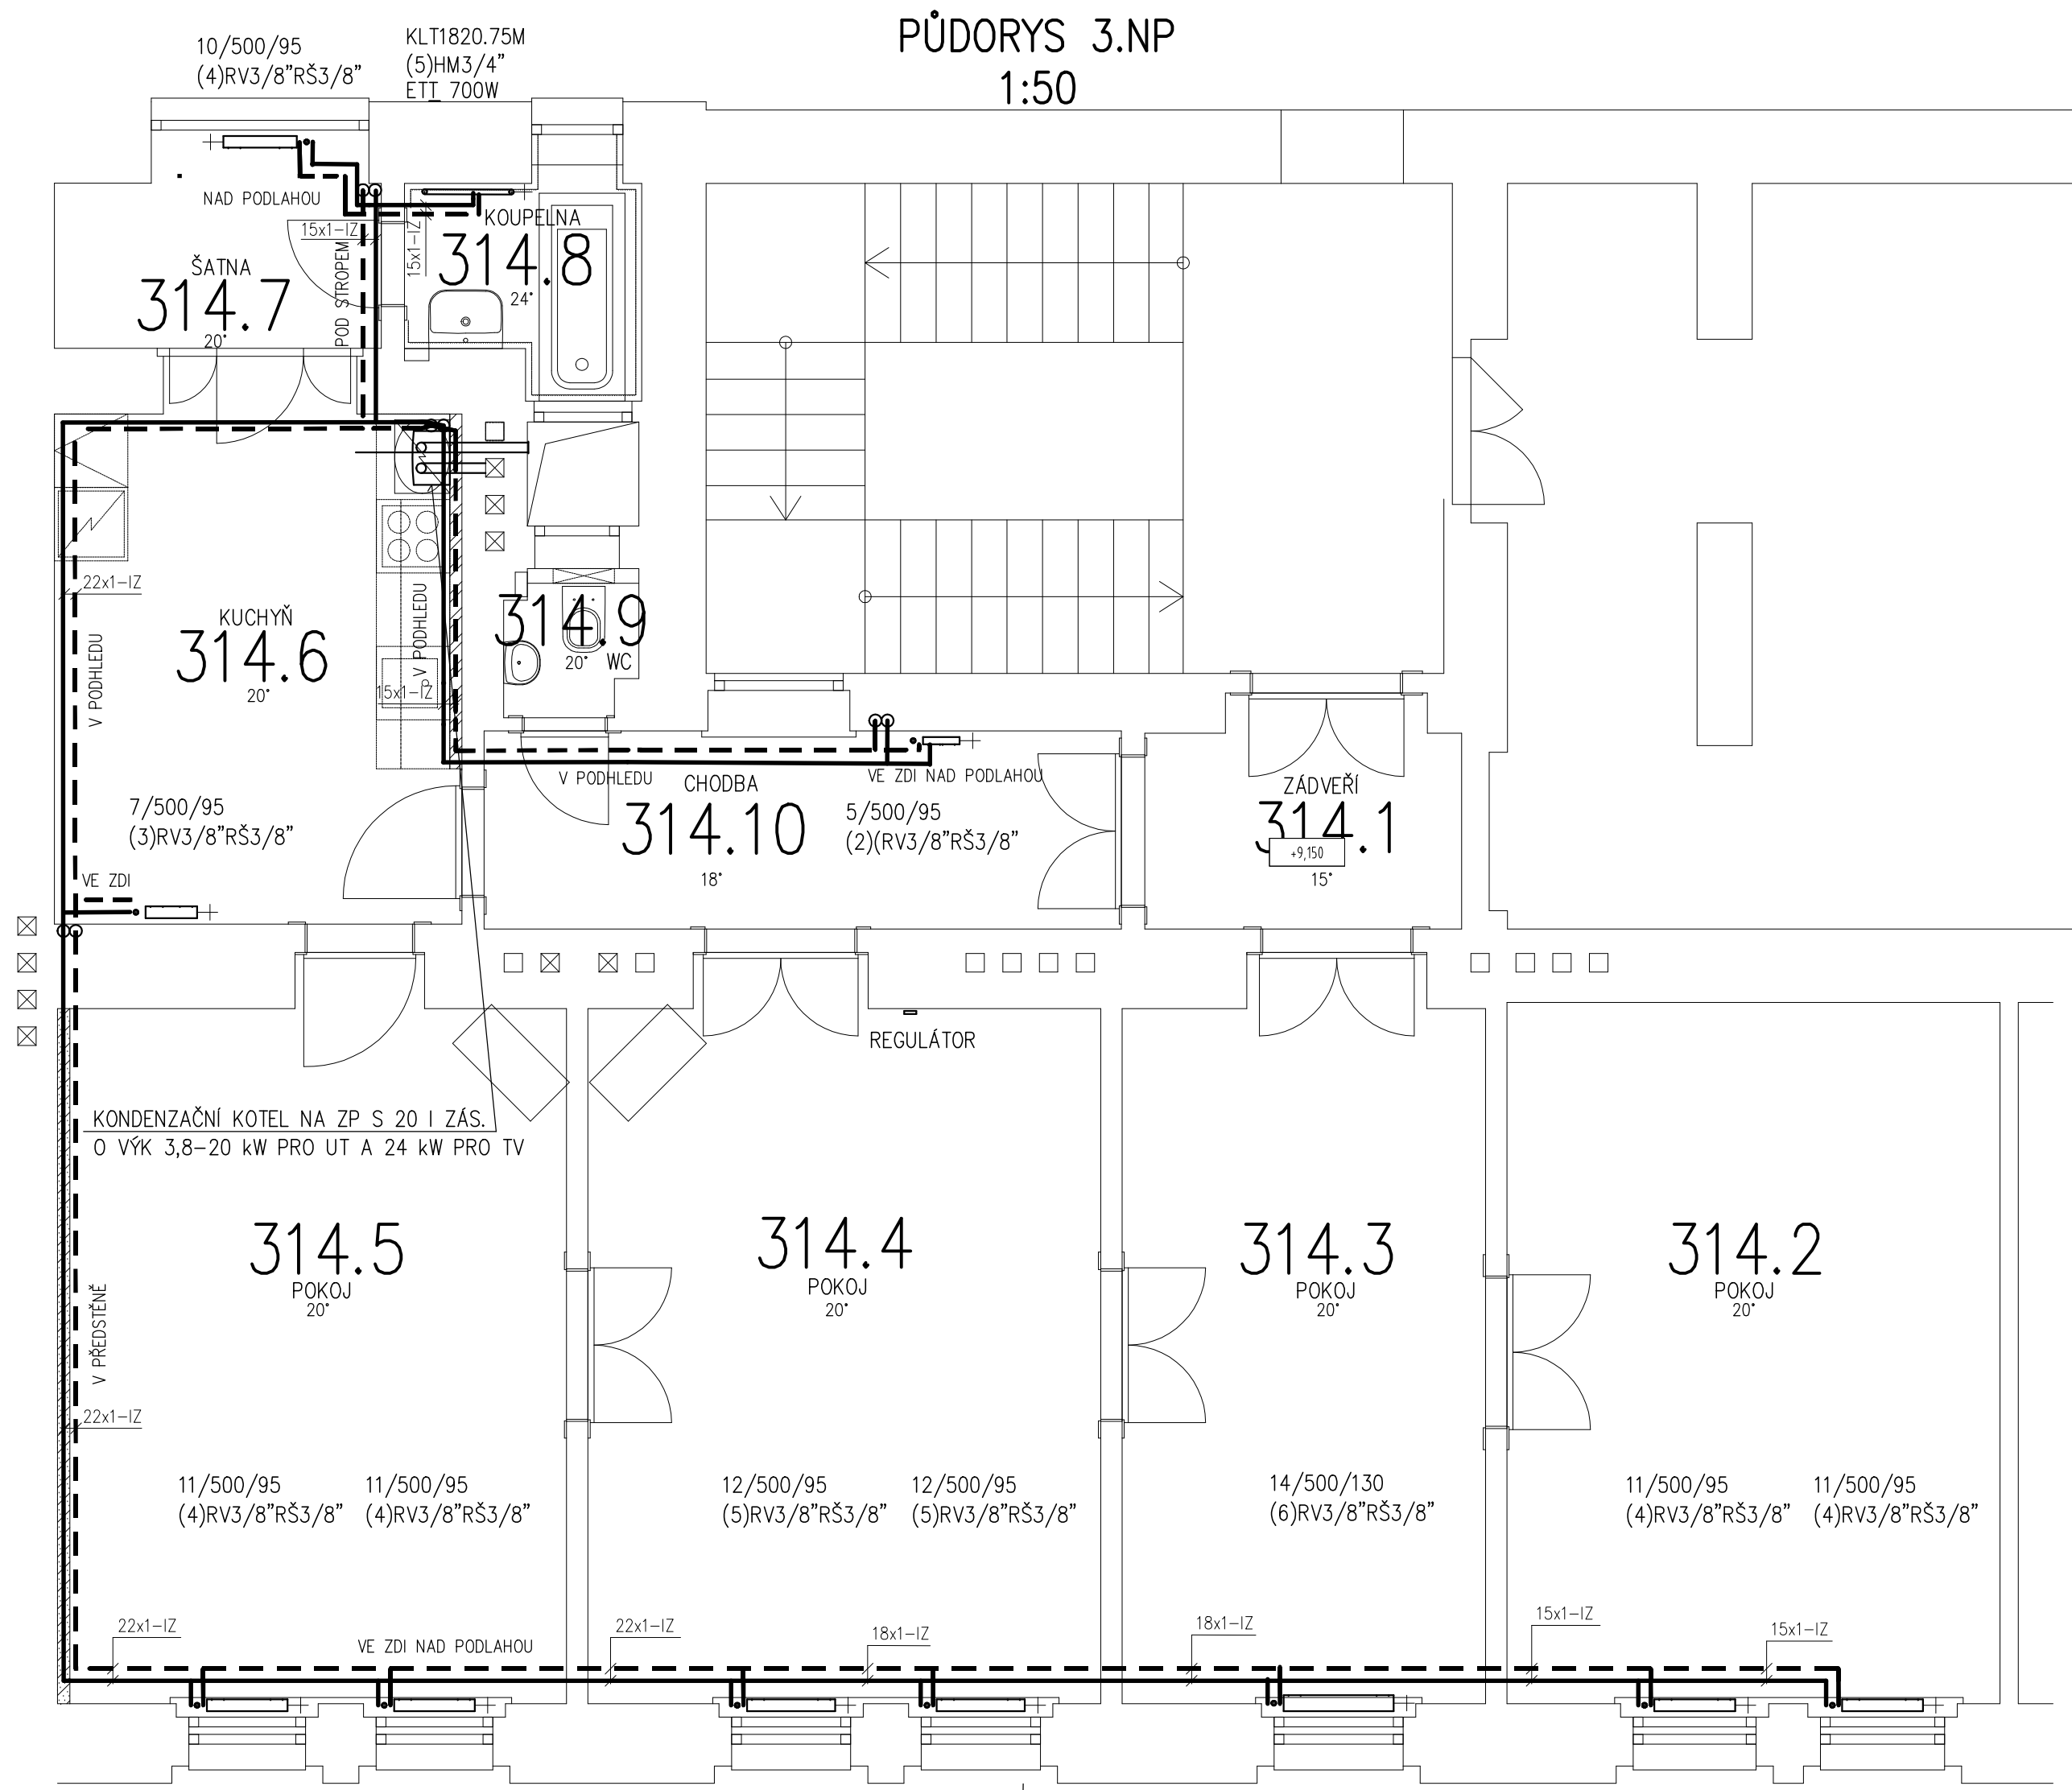 PŮDORYS 3.NP
1:50
10/500/95
(4)RV3/8"RŠ3/8"
KLT1820.75M
(5)HM3/4"
ETT 700W
NAD PODLAHOU
15x1-IZ
POD STROPEM
15x1-IZ
KOUPELNA
314.8
24°
ŠATNA
314.7
20°
22x1-IZ
V PODHLEDU
KUCHYŇ
314.6
20°
V PODHLEDU
15x1-IZ
314.9
20° WC
7/500/95
(3)RV3/8"RŠ3/8"
VE ZDI
V PODHLEDU
CHODBA
314.10
18°
VE ZDI NAD PODLAHOU
5/500/95
(2)(RV3/8"RŠ3/8"
ZÁDVEŘÍ
314.1
+9,150
15°
REGULÁTOR
KONDENZAČNÍ KOTEL NA ZP S 20 l ZÁS.
O VÝK 3,8-20 kW PRO UT A 24 kW PRO TV
314.5
POKOJ
20°
314.4
POKOJ
20°
314.3
POKOJ
20°
314.2
POKOJ
20°
V PŘEDSTĚNĚ
22x1-IZ
11/500/95
(4)RV3/8"RŠ3/8"
11/500/95
(4)RV3/8"RŠ3/8"
12/500/95
(5)RV3/8"RŠ3/8"
12/500/95
(5)RV3/8"RŠ3/8"
14/500/130
(6)RV3/8"RŠ3/8"
11/500/95
(4)RV3/8"RŠ3/8"
11/500/95
(4)RV3/8"RŠ3/8"
22x1-IZ
VE ZDI NAD PODLAHOU
22x1-IZ
18x1-IZ
18x1-IZ
15x1-IZ
15x1-IZ